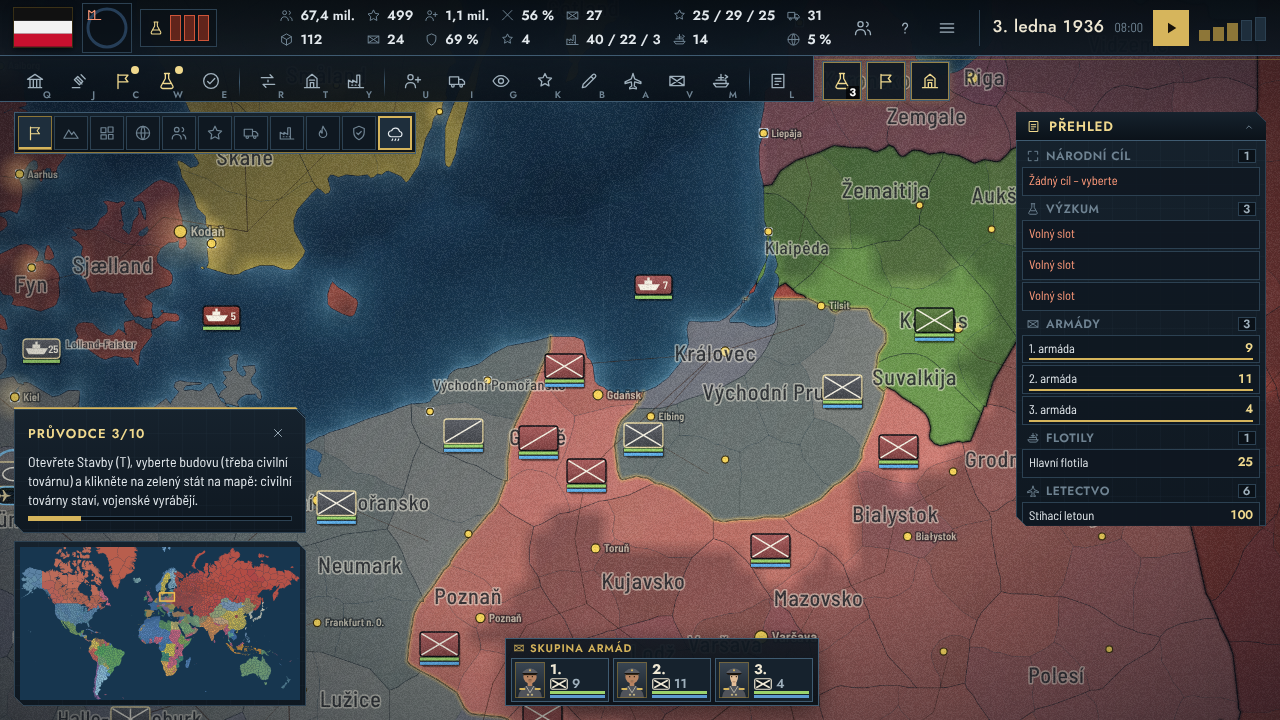 67,4 mil.
499
1,1 mil.
56 %
27
25 / 29 / 25
31
112
24
69 %
4
40 / 22 / 3
14
5 %
?
3. ledna 1936
08:00
Q
J
C
W
E
R
T
Y
U
I
G
K
B
A
V
M
L
3
Riga
Zemgale
Liepāja
Skåne
Aarhus
Kodaň
Sjælland
Fyn
Lolland-Falster
Kiel
5
25
7
Žemaitija
Klaipėda
Tilsit
Suvalkija
Královec
Východní Pomořansko
Gdaňsk
Elbing
Východní Pru
Grodn
Bialystok
Białystok
Toruň
Kujavsko
Mazovsko
Neumark
Poznaň
Poznaň
Frankfurt n. O.
Varšava
Lužice
Polesí
PŘEHLED
NÁRODNÍ CÍL
1
Žádný cíl – vyberte
VÝZKUM
3
Volný slot
Volný slot
Volný slot
ARMÁDY
3
1. armáda
9
2. armáda
11
3. armáda
4
FLOTILY
1
Hlavní flotila
25
LETECTVO
6
Stíhací letoun
100
PRŮVODCE 3/10
Otevřete Stavby (T), vyberte budovu (třeba civilní
továrnu) a klikněte na zelený stát na mapě: civilní
továrny staví, vojenské vyrábějí.
SKUPINA ARMÁD
1.
9
2.
11
3.
4